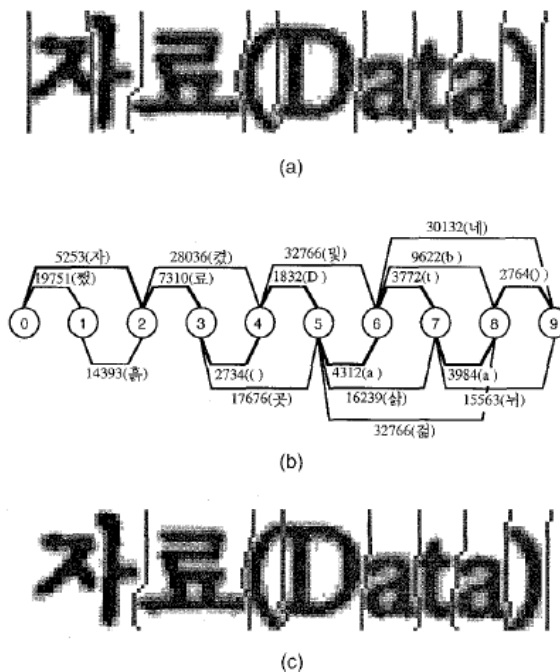 자료(Data)
(a)
30132(네)
5253(자) 28036(켰) 32766(및) 9622(b)
19751(쨌) 7310(료) 1832(D) 3772(t) 2764())
0 1 2 3 4 5 6 7 8 9
14393(흙) 2734(() 4312(a) 3984(a)
17676(곳) 16239(삵) 15563(뉘)
32766(겲)
(b)
자료(Data)
(c)